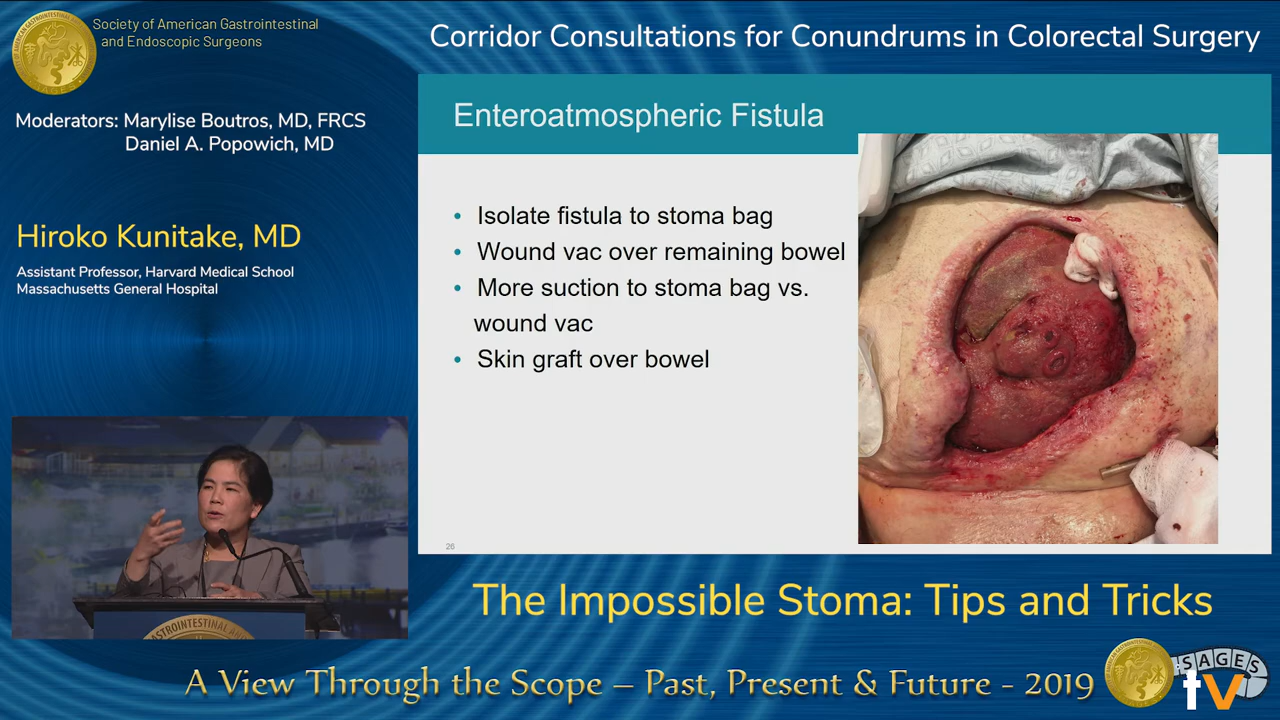 Society of American Gastrointestinal
and Endoscopic Surgeons
Corridor Consultations for Conundrums in Colorectal Surgery
Moderators: Marylise Boutros, MD, FRCS
Daniel A. Popowich, MD
Hiroko Kunitake, MD
Assistant Professor, Harvard Medical School
Massachusetts General Hospital
Enteroatmospheric Fistula
• Isolate fistula to stoma bag
• Wound vac over remaining bowel
• More suction to stoma bag vs.
wound vac
• Skin graft over bowel
26
The Impossible Stoma: Tips and Tricks
A View Through the Scope – Past, Present & Future - 2019
SAGES
tv